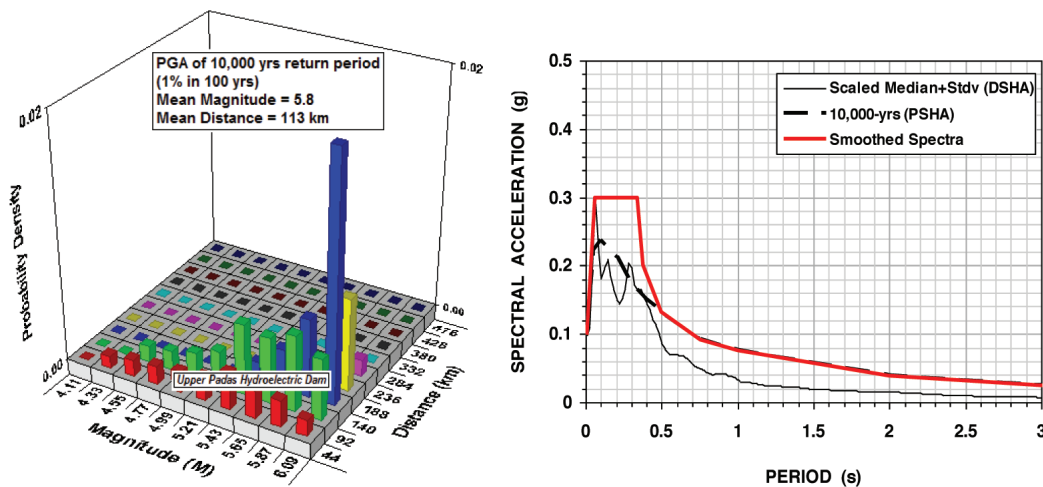 PGA of 10,000 yrs return period
(1% in 100 yrs)
Mean Magnitude = 5.8
Mean Distance = 113 km
0.02
0.02
Probability Density
0.00
0.00
Upper Padas Hydroelectric Dam
4.11
4.33
4.55
4.77
4.99
5.21
5.43
5.65
5.87
6.09
Magnitude (M)
44
92
140
188
236
284
332
380
428
476
Distance (km)
SPECTRAL ACCELERATION (g)
0.5
0.4
0.3
0.2
0.1
0
Scaled Median+Stdv (DSHA)
10,000-yrs (PSHA)
Smoothed Spectra
0 0.5 1 1.5 2 2.5 3
PERIOD (s)